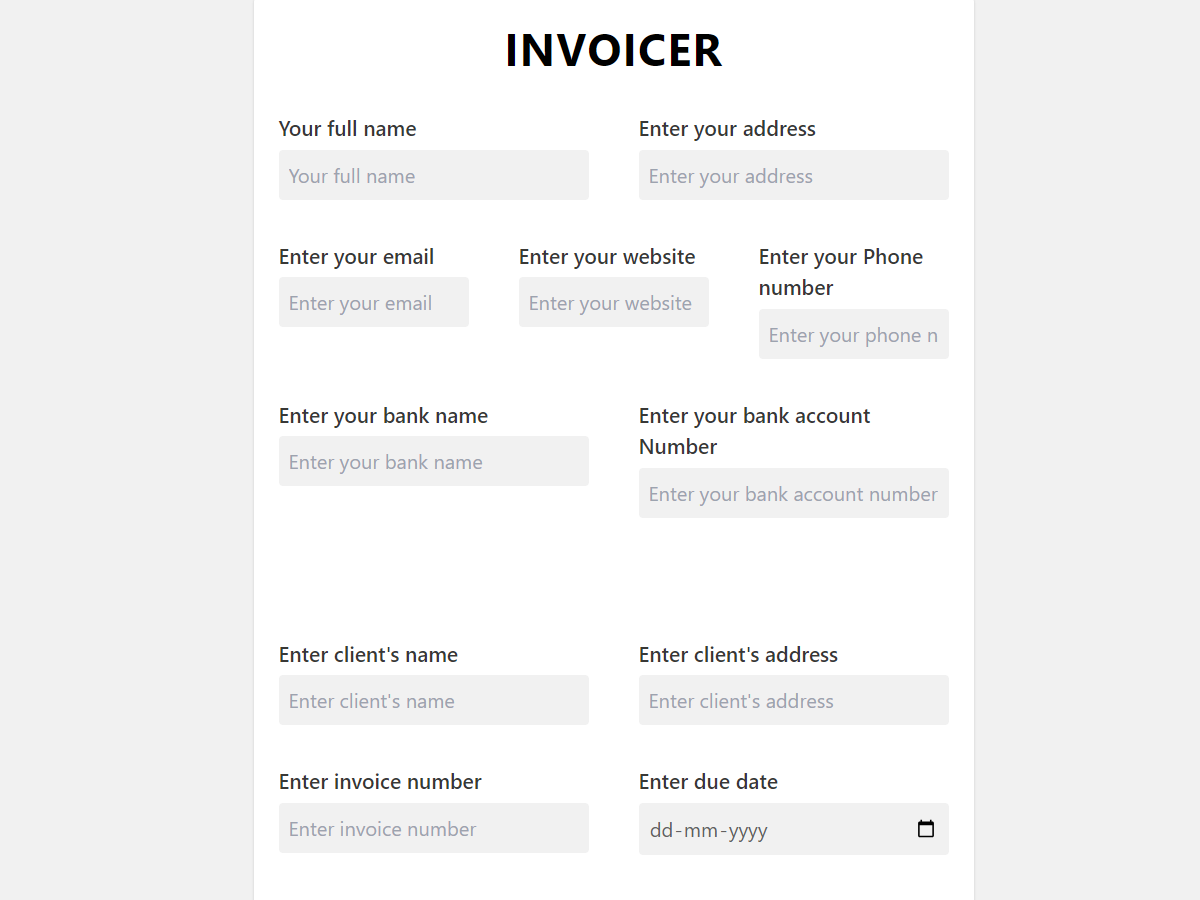 INVOICER
Your full name
Enter your address
Your full name
Enter your address
Enter your email
Enter your website
Enter your Phone
number
Enter your email
Enter your website
Enter your phone n
Enter your bank name
Enter your bank account
Number
Enter your bank name
Enter your bank account number
Enter client's name
Enter client's address
Enter client's name
Enter client's address
Enter invoice number
Enter due date
Enter invoice number
dd-mm-yyyy